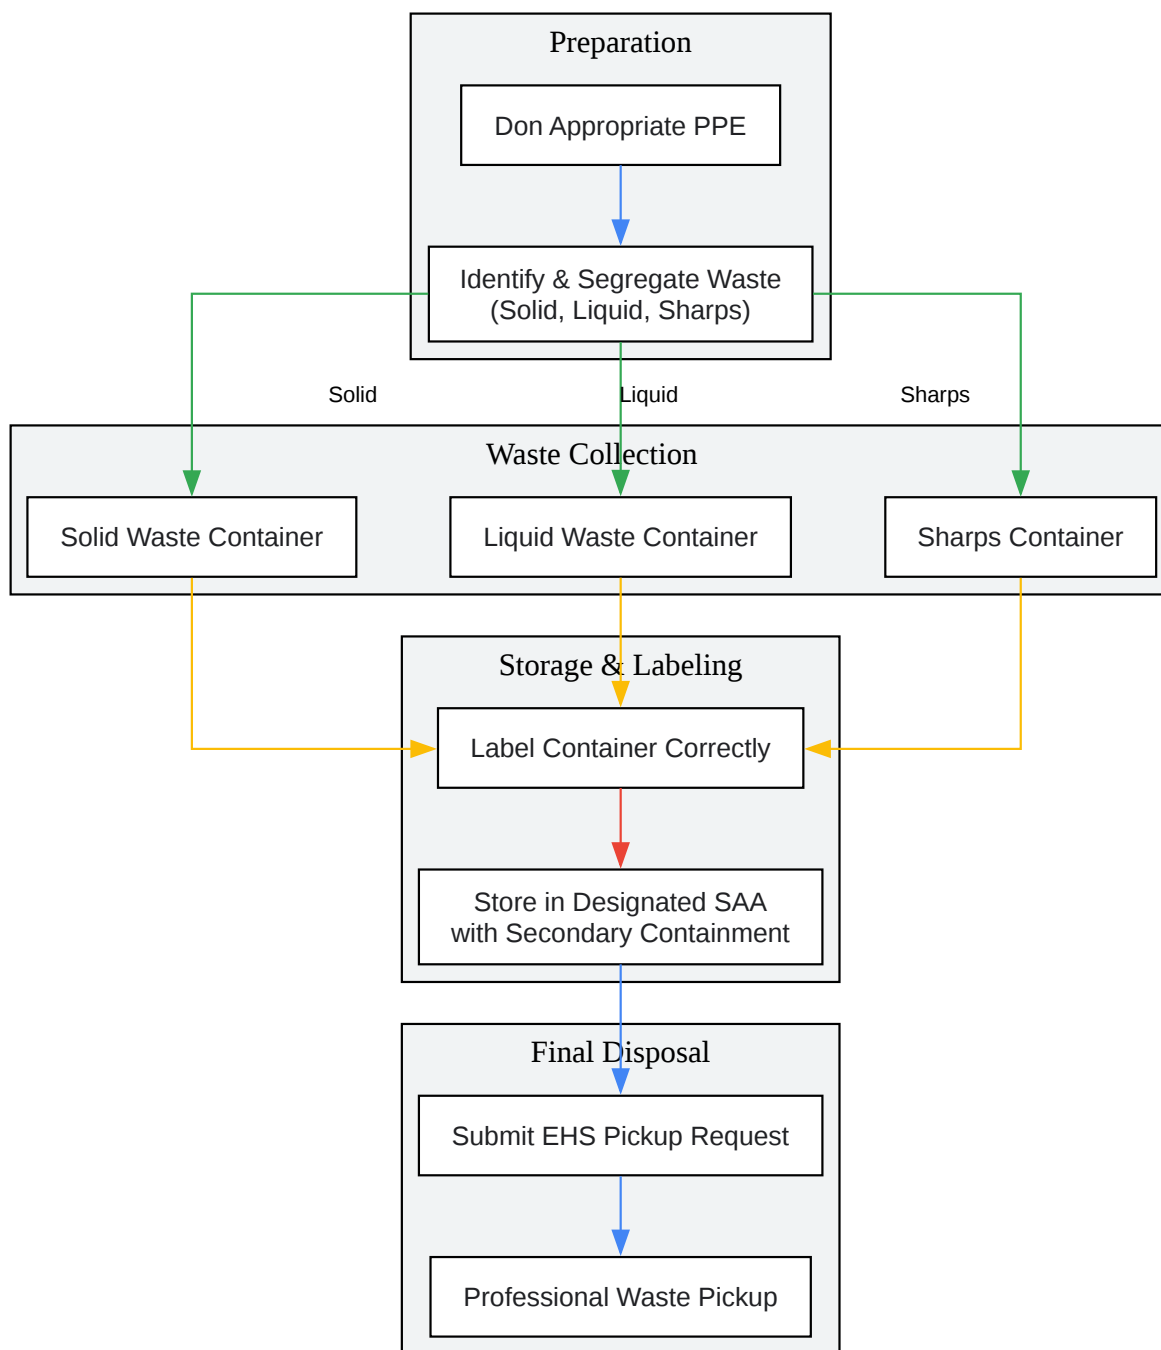 Preparation
Don Appropriate PPE
Identify & Segregate Waste
(Solid, Liquid, Sharps)
Solid
Liquid
Sharps
Waste Collection
Solid Waste Container
Liquid Waste Container
Sharps Container
Storage & Labeling
Label Container Correctly
Store in Designated SAA
with Secondary Containment
Final Disposal
Submit EHS Pickup Request
Professional Waste Pickup